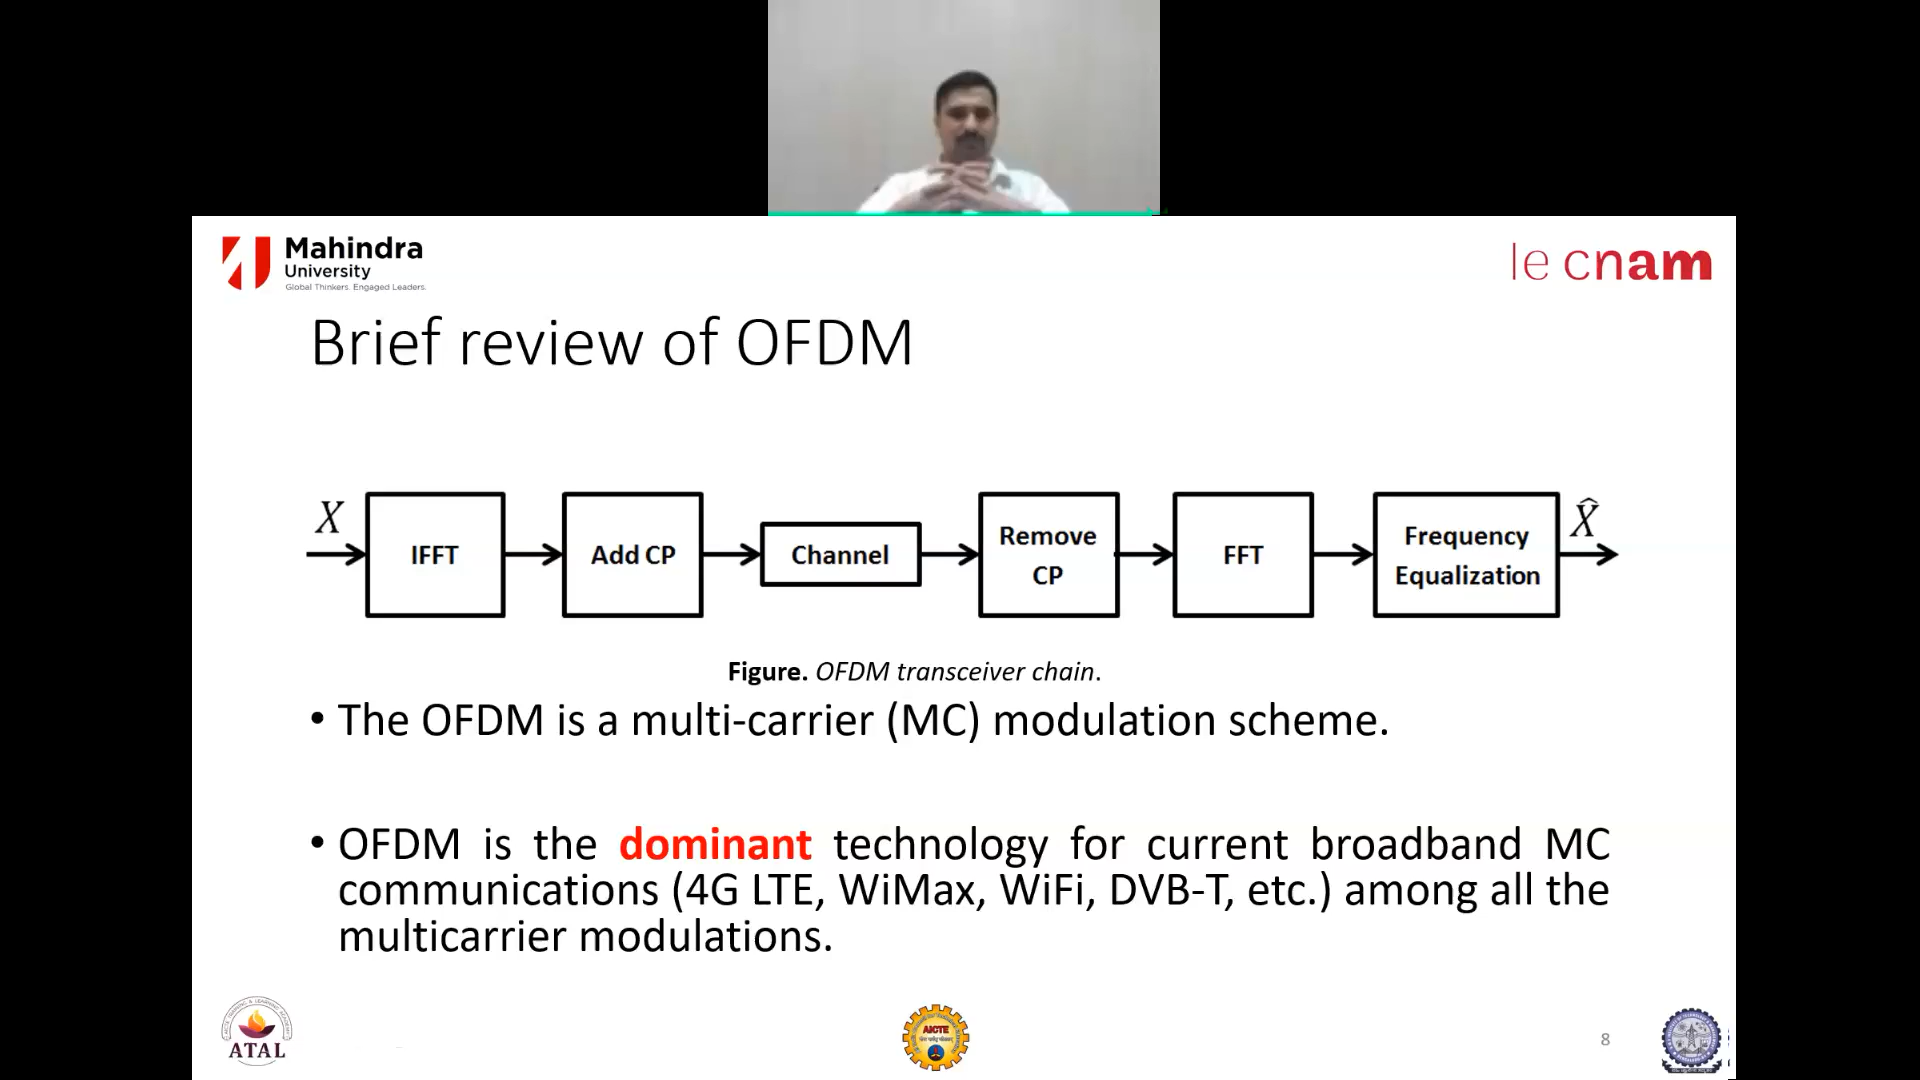 Mahindra
University
Global Thinkers. Engaged Leaders.
le cnam
Brief review of OFDM
X
IFFT
Add CP
Channel
Remove
CP
FFT
Frequency
Equalization
X̂
Figure. OFDM transceiver chain.
• The OFDM is a multi-carrier (MC) modulation scheme.
• OFDM is the dominant technology for current broadband MC
communications (4G LTE, WiMax, WiFi, DVB-T, etc.) among all the
multicarrier modulations.
ATAL
AICTE
8